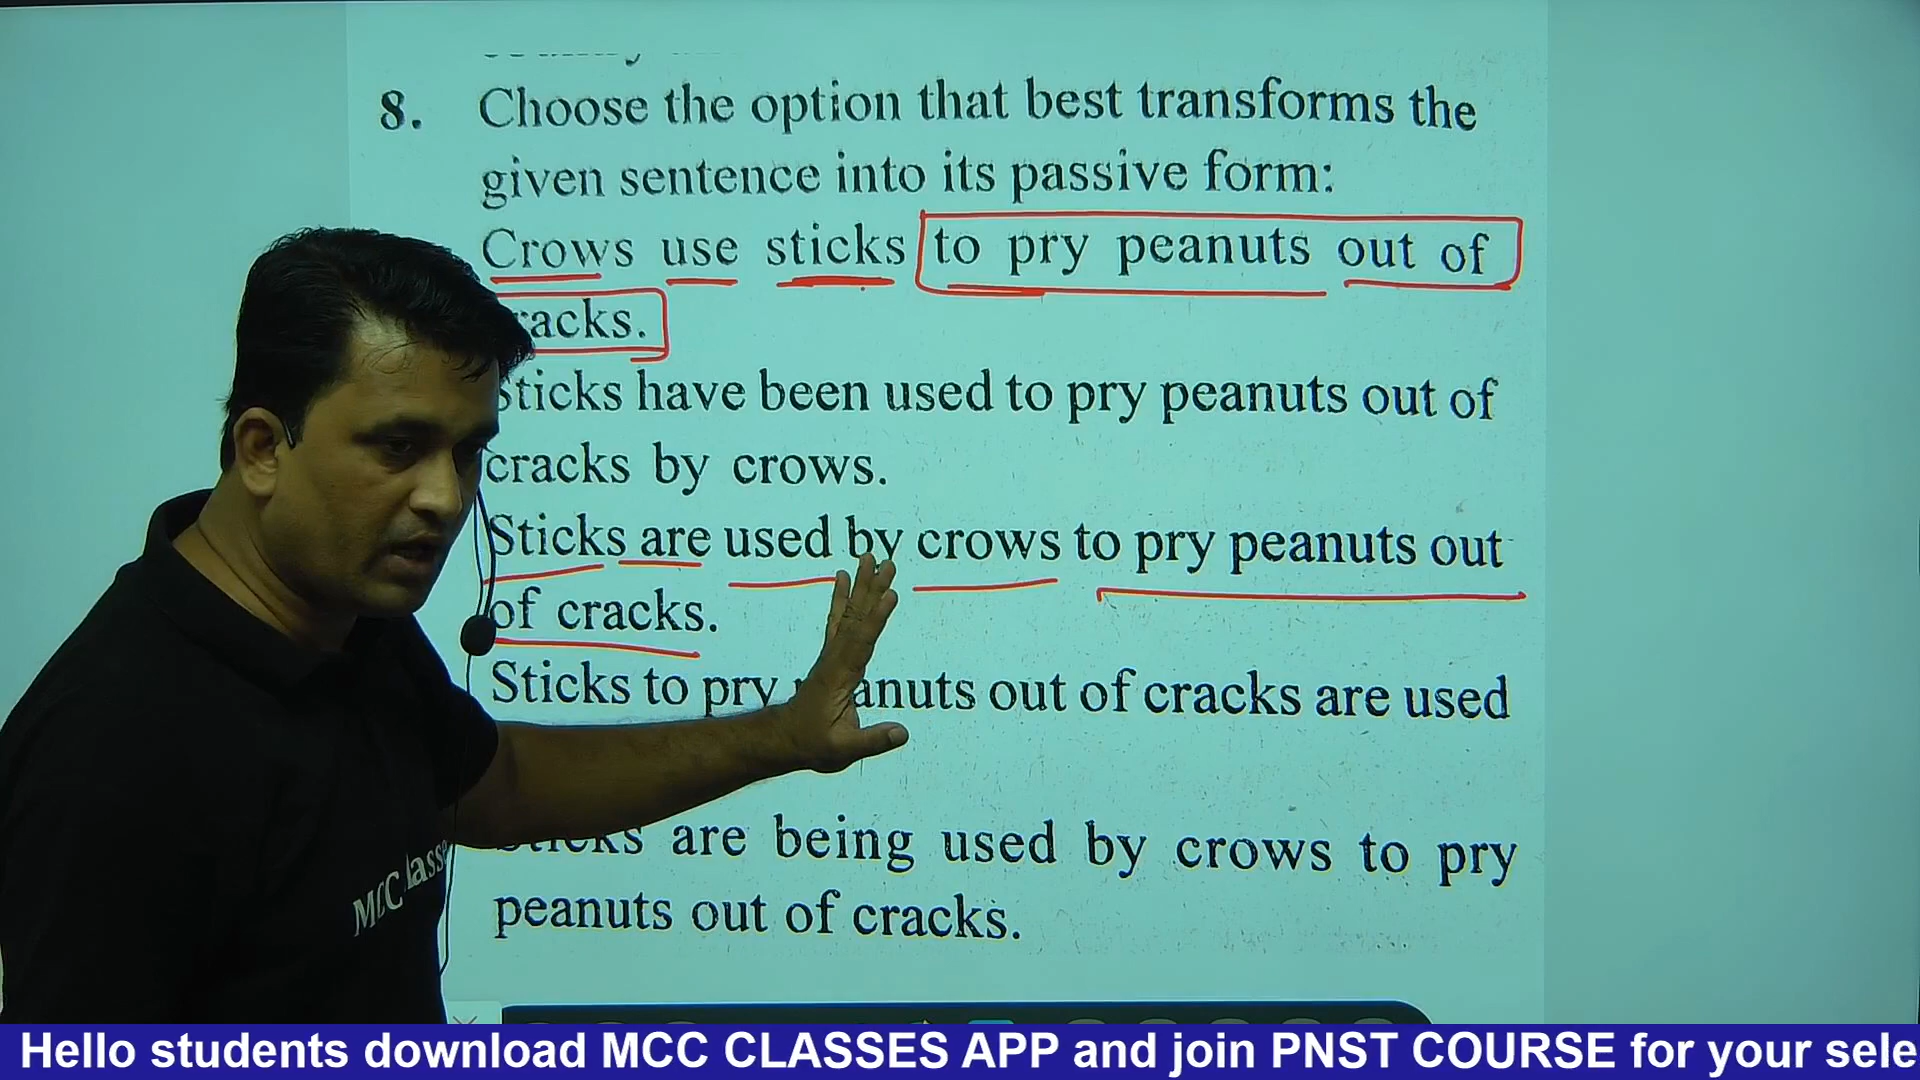 8. Choose the option that best transforms the
given sentence into its passive form:
Crows use sticks to pry peanuts out of
racks.
Sticks have been used to pry peanuts out of
cracks by crows.
Sticks are used by crows to pry peanuts out
of cracks.
Sticks to pry anuts out of cracks are used
Sticks are being used by crows to pry
peanuts out of cracks.
MCC lasse
Hello students download MCC CLASSES APP and join PNST COURSE for your sele